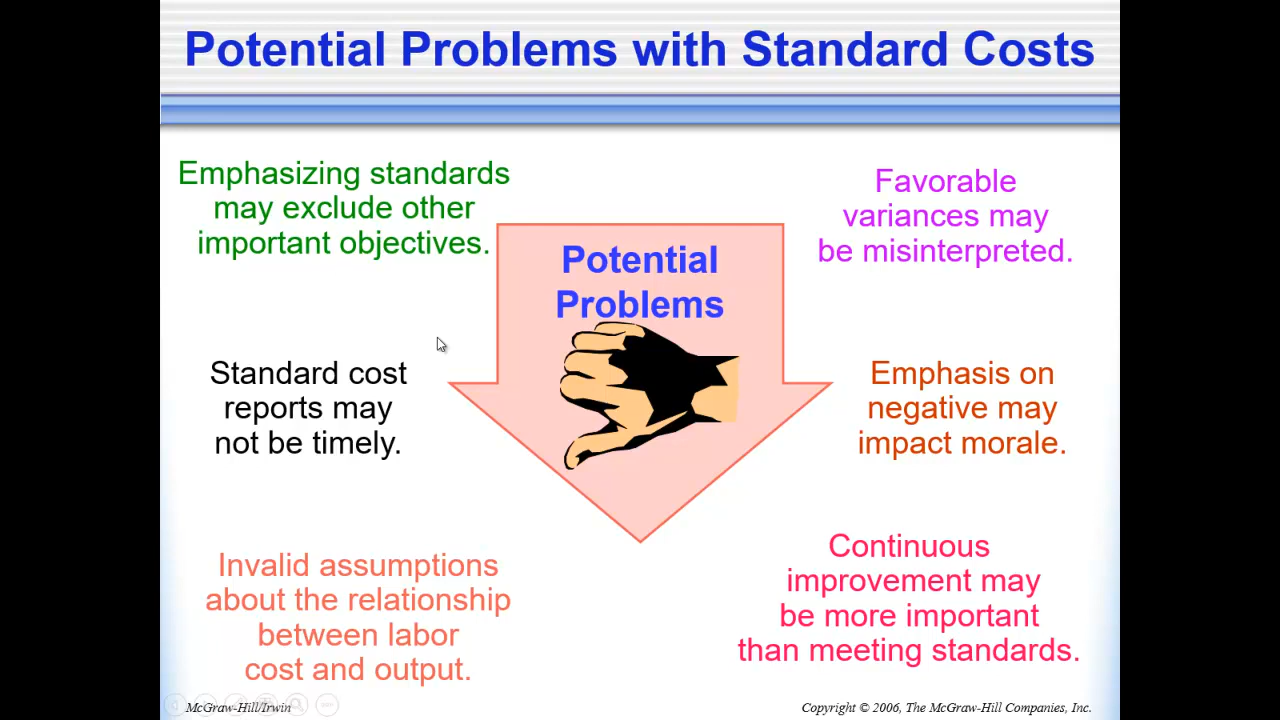 Potential Problems with Standard Costs
Emphasizing standards
may exclude other
important objectives.
Favorable
variances may
be misinterpreted.
Potential
Problems
Standard cost
reports may
not be timely.
Emphasis on
negative may
impact morale.
Invalid assumptions
about the relationship
between labor
cost and output.
Continuous
improvement may
be more important
than meeting standards.
McGraw-Hill/Irwin
Copyright © 2006, The McGraw-Hill Companies, Inc.